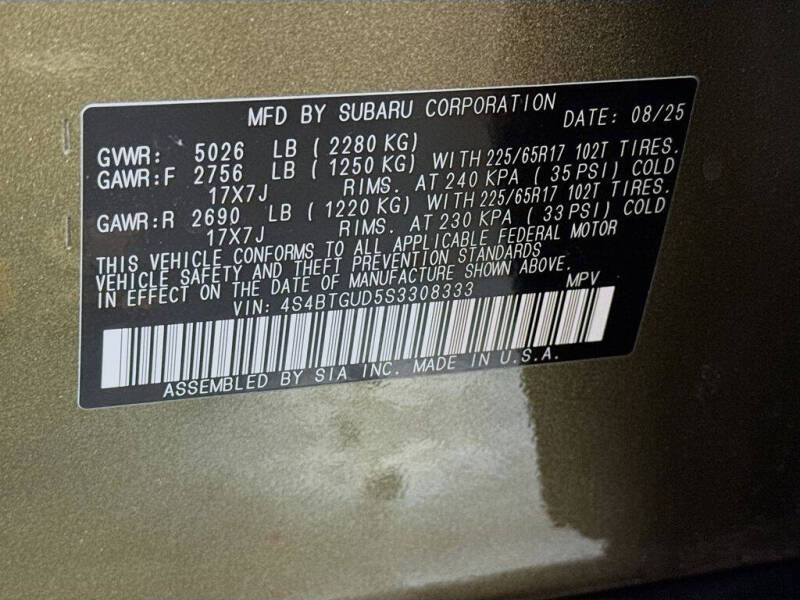 MFD BY SUBARU CORPORATION DATE: 08/25
GVWR: 5026 LB ( 2280 KG)
GAWR:F 2756 LB ( 1250 KG) WITH 225/65R17 102T TIRES.
17X7J RIMS. AT 240 KPA ( 35 PSI) COLD
GAWR:R 2690 LB ( 1220 KG) WITH 225/65R17 102T TIRES.
17X7J RIMS. AT 230 KPA ( 33 PSI) COLD
THIS VEHICLE CONFORMS TO ALL APPLICABLE FEDERAL MOTOR
VEHICLE SAFETY AND THEFT PREVENTION STANDARDS
IN EFFECT ON THE DATE OF MANUFACTURE SHOWN ABOVE.
VIN: 4S4BTGUD5S3308333 MPV
ASSEMBLED BY SIA INC. MADE IN U.S.A.